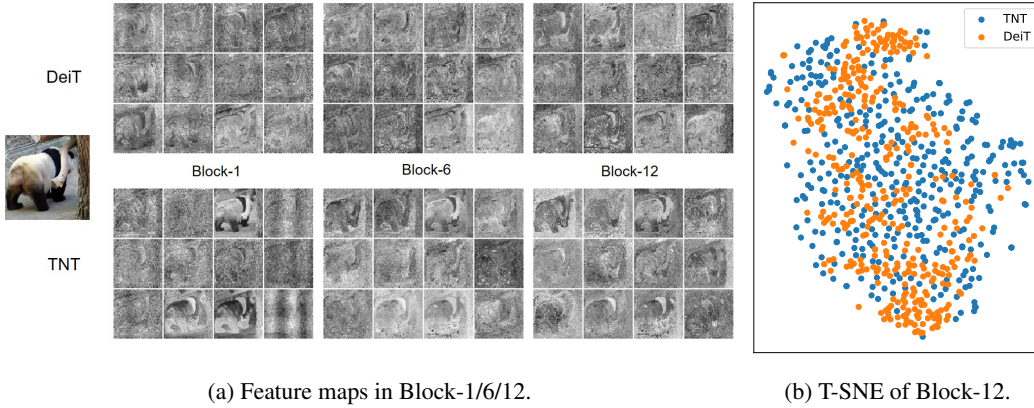 DeiT
Block-1
Block-6
Block-12
TNT
TNT
DeiT
(a) Feature maps in Block-1/6/12.
(b) T-SNE of Block-12.